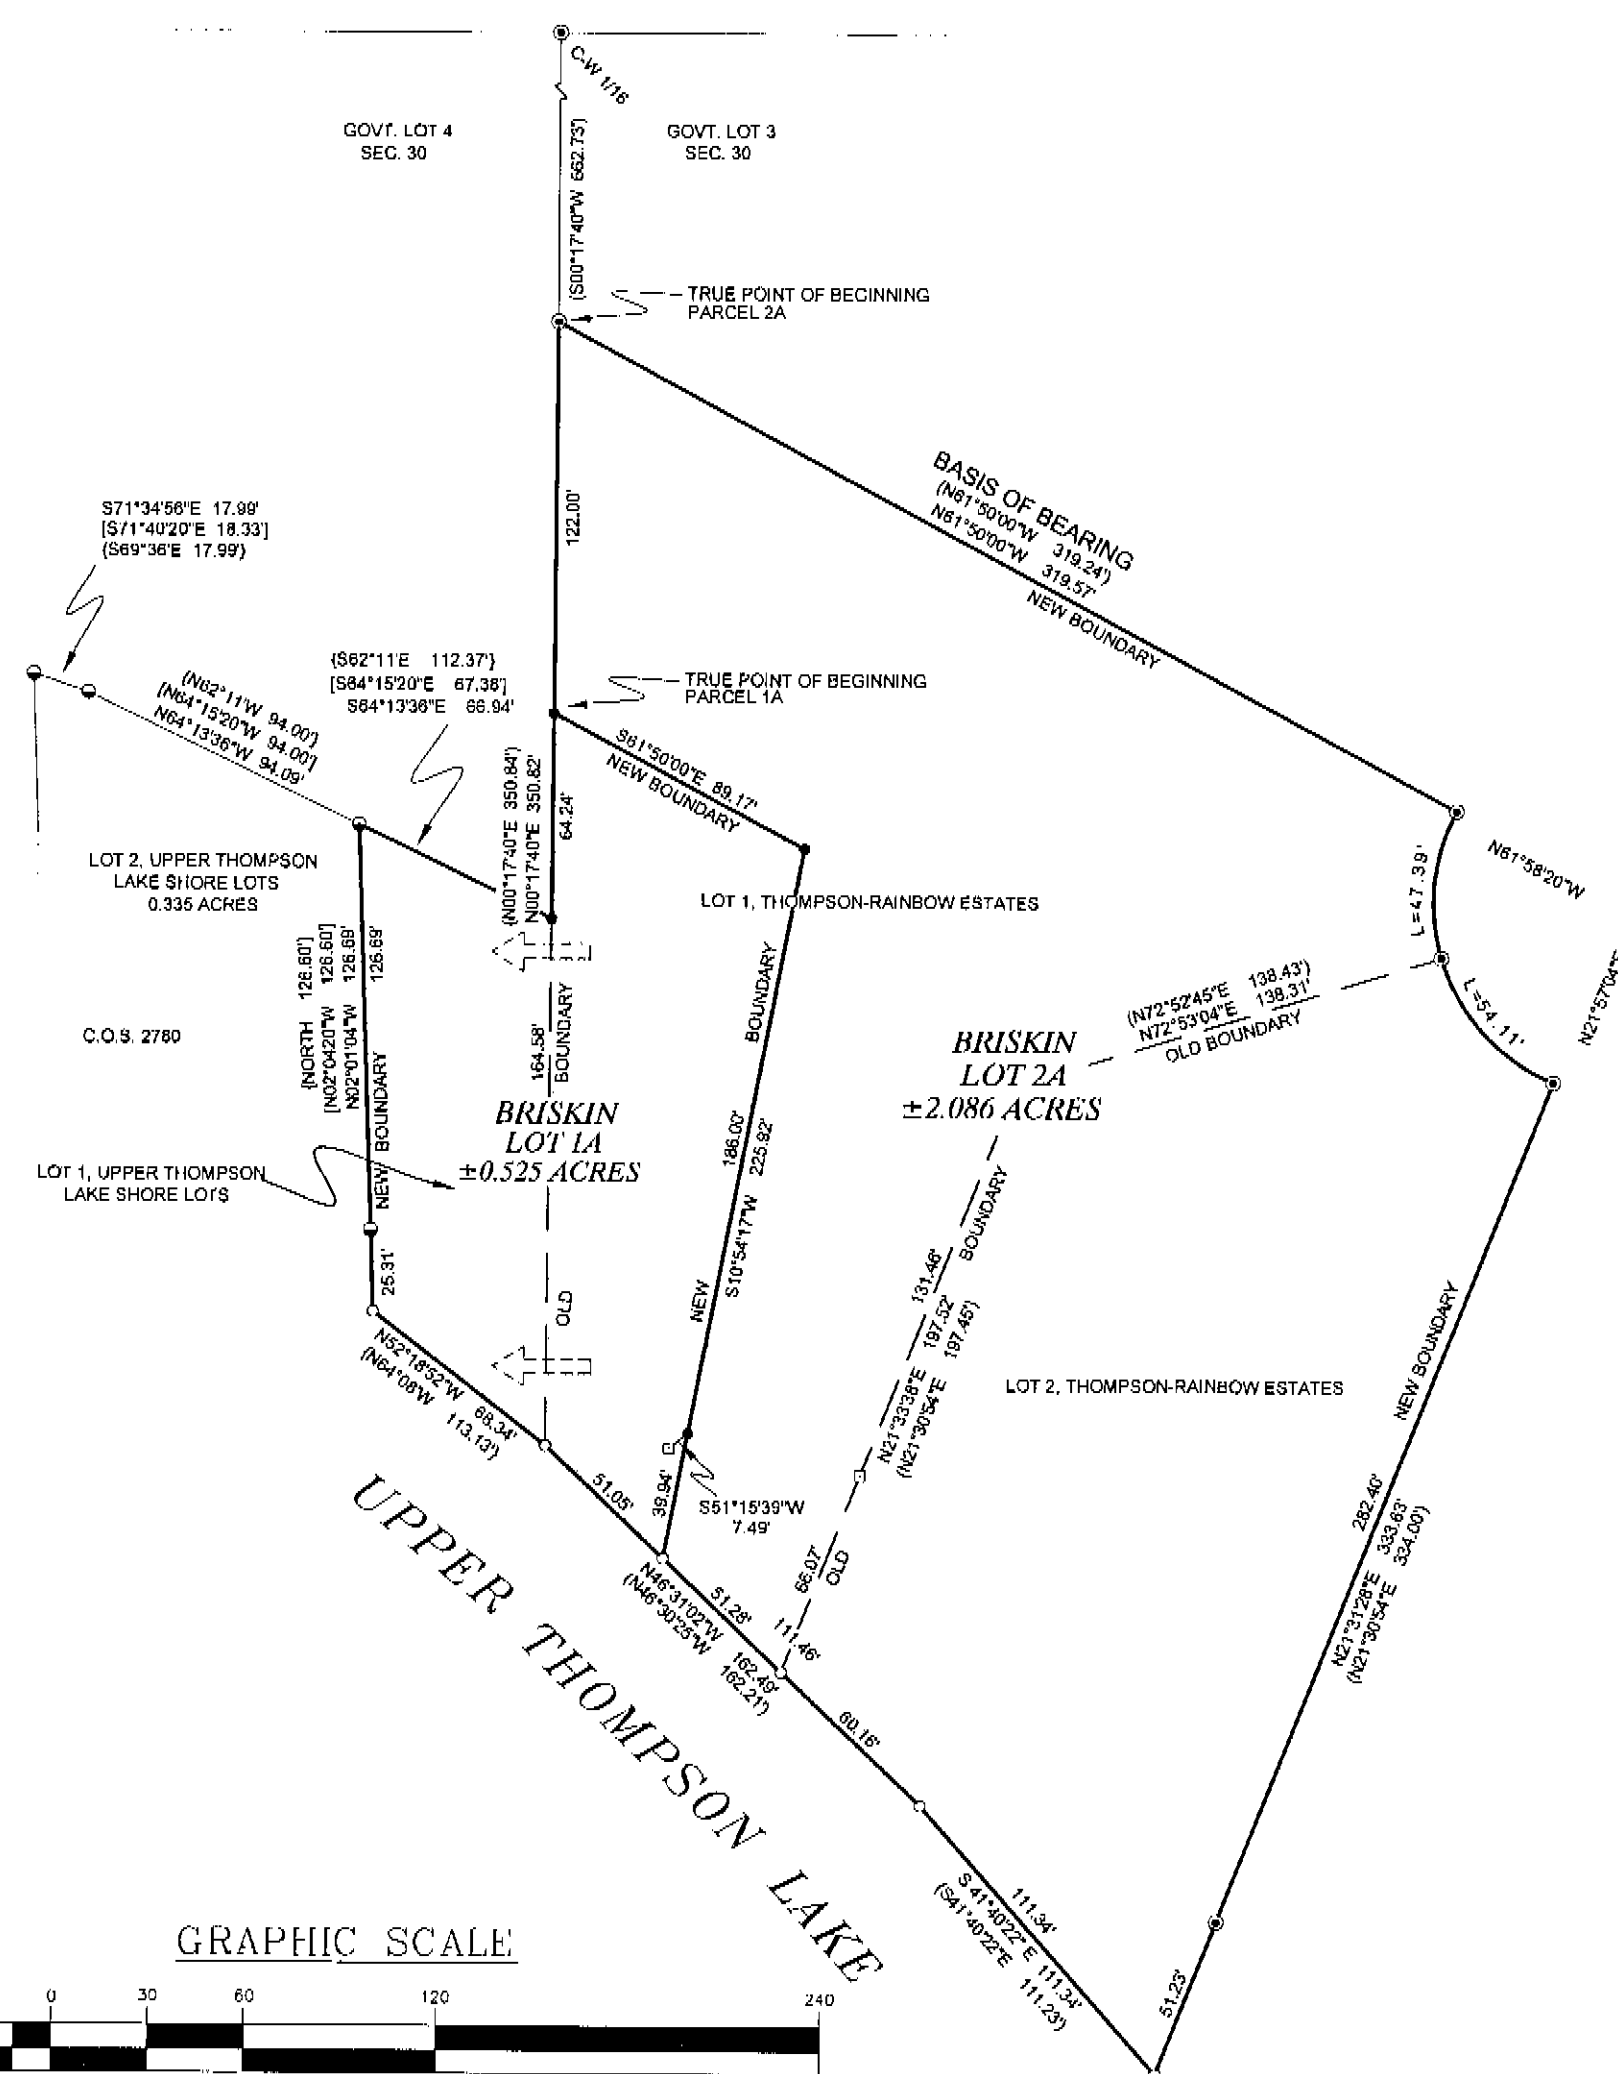 C-W 1/16
GOVT. LOT 4
SEC. 30
GOVT. LOT 3
SEC. 30
(S00°17'40"W 662.73')
TRUE POINT OF BEGINNING
PARCEL 2A
122.00'
BASIS OF BEARING
(N61°50'00"W 319.24')
N61°50'00"W 319.57'
NEW BOUNDARY
S71°34'56"E 17.99'
[S71°40'20"E 18.33']
{S69°36'E 17.99'}
{N62°11'W 94.00'}
[N64°15'20"W 94.00']
N64°13'36"W 94.09'
{S62°11'E 112.37'}
[S64°15'20"E 67.38']
S64°13'36"E 66.94'
TRUE POINT OF BEGINNING
PARCEL 1A
S61°50'00"E 89.17'
NEW BOUNDARY
(N00°17'40"E 350.84')
N00°17'40"E 350.82'
64.24'
N61°58'20"W
L=47.39'
LOT 2, UPPER THOMPSON
LAKE SHORE LOTS
0.335 ACRES
LOT 1, THOMPSON-RAINBOW ESTATES
{NORTH 126.60'}
[N02°04'20"W 126.60']
N02°01'04"W 126.69'
126.69'
NEW BOUNDARY
C.O.S. 2780
164.58'
OLD BOUNDARY
(N72°52'45"E 138.43')
N72°53'04"E 138.31'
OLD BOUNDARY
L=54.11'
N21°57'04"E
BRISKIN
LOT 2A
±2.086 ACRES
BRISKIN
LOT 1A
±0.525 ACRES
LOT 1, UPPER THOMPSON
LAKE SHORE LOTS
NEW BOUNDARY
186.00'
S10°54'17"W 225.92'
25.31'
OLD BOUNDARY
131.46'
N21°33'38"E 197.52'
(N21°30'54"E 197.45')
N52°18'52"W 68.34'
(N64°08'W 113.13')
LOT 2, THOMPSON-RAINBOW ESTATES
NEW BOUNDARY
282.40'
N21°31'28"E 333.63'
(N21°30'54"E 334.00')
51.05'
39.94'
S51°15'39"W
7.49'
66.07'
N46°31'02"W 162.49'
(N46°30'25"W 162.21')
51.28'
111.46'
60.16'
UPPER THOMPSON LAKE
111.34'
S 41°40'22" E 111.34'
(S41°40'22"E 111.23')
51.23'
GRAPHIC SCALE
0 30 60 120 240